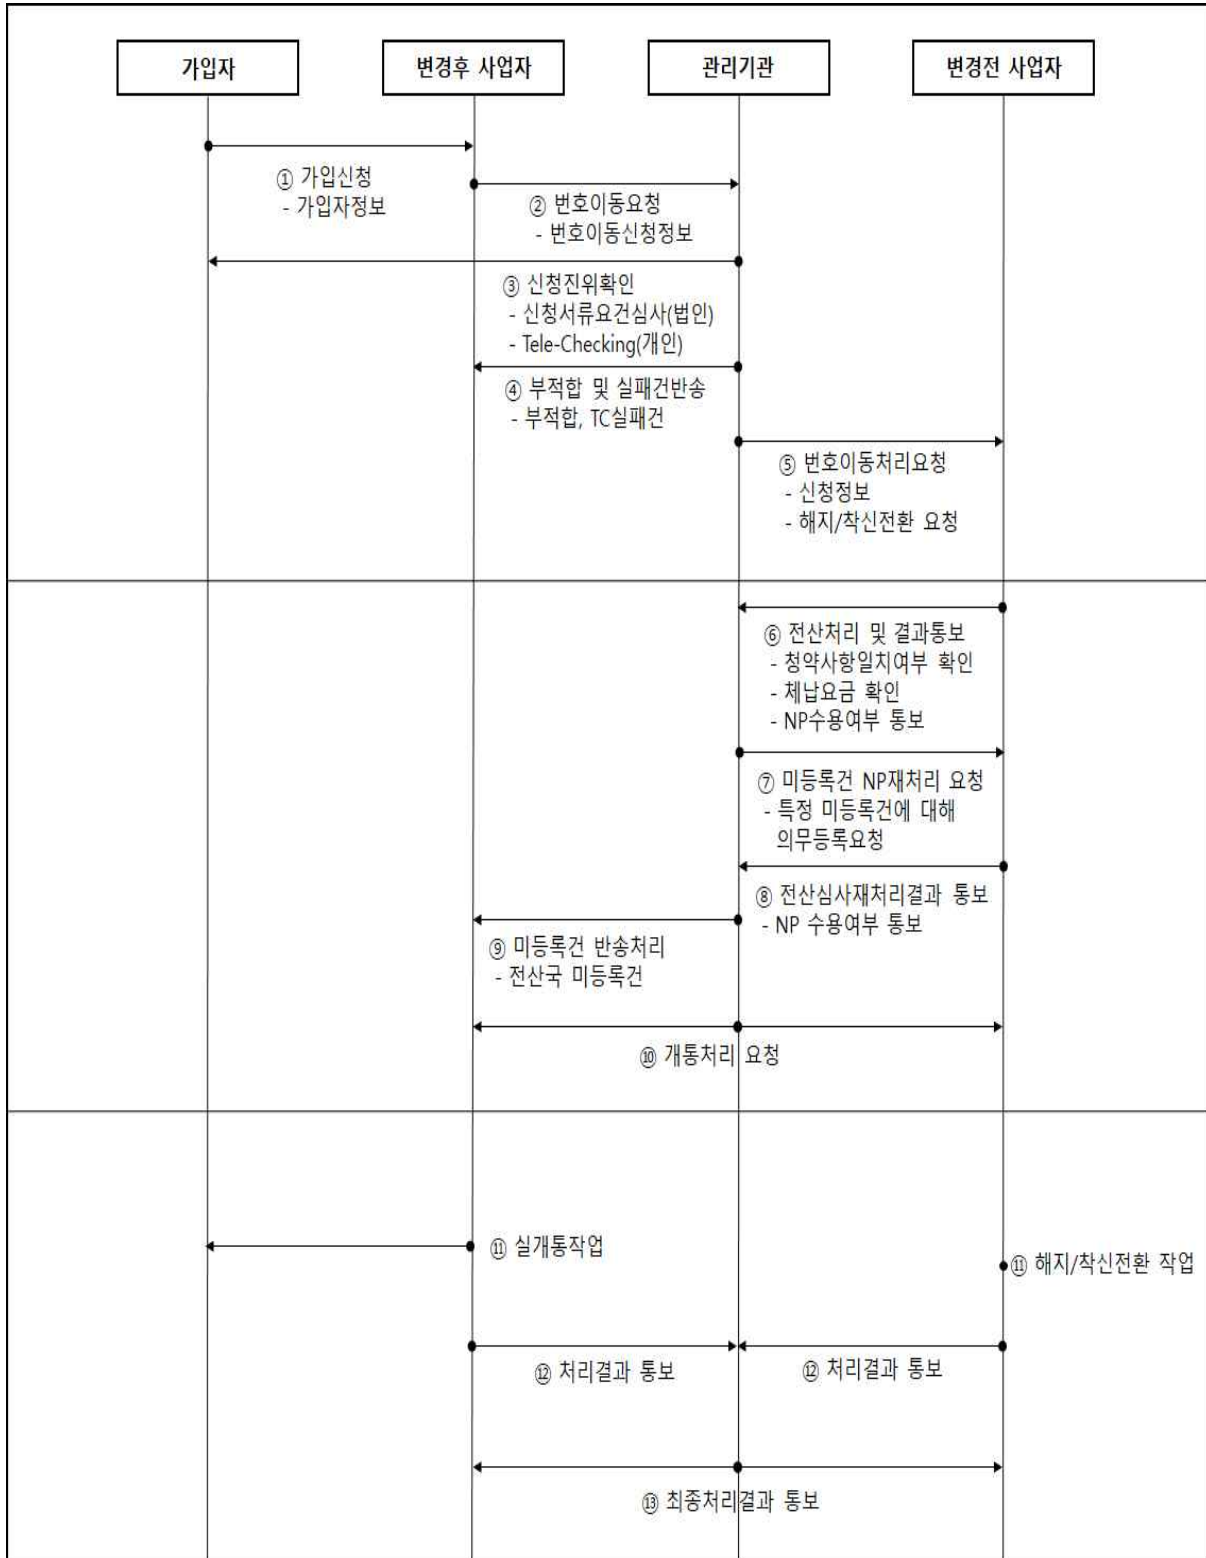 가입자
변경후 사업자
관리기관
변경전 사업자
① 가입신청
- 가입자정보
② 번호이동요청
- 번호이동신청정보
③ 신청진위확인
- 신청서류요건심사(법인)
- Tele-Checking(개인)
④ 부적합 및 실패건반송
- 부적합, TC실패건
⑤ 번호이동처리요청
- 신청정보
- 해지/착신전환 요청
⑥ 전산처리 및 결과통보
- 청약사항일치여부 확인
- 체납요금 확인
- NP수용여부 통보
⑦ 미등록건 NP재처리 요청
- 특정 미등록건에 대해
의무등록요청
⑧ 전산심사재처리결과 통보
- NP 수용여부 통보
⑨ 미등록건 반송처리
- 전산국 미등록건
⑩ 개통처리 요청
⑪ 실개통작업
⑪ 해지/착신전환 작업
⑫ 처리결과 통보
⑫ 처리결과 통보
⑬ 최종처리결과 통보